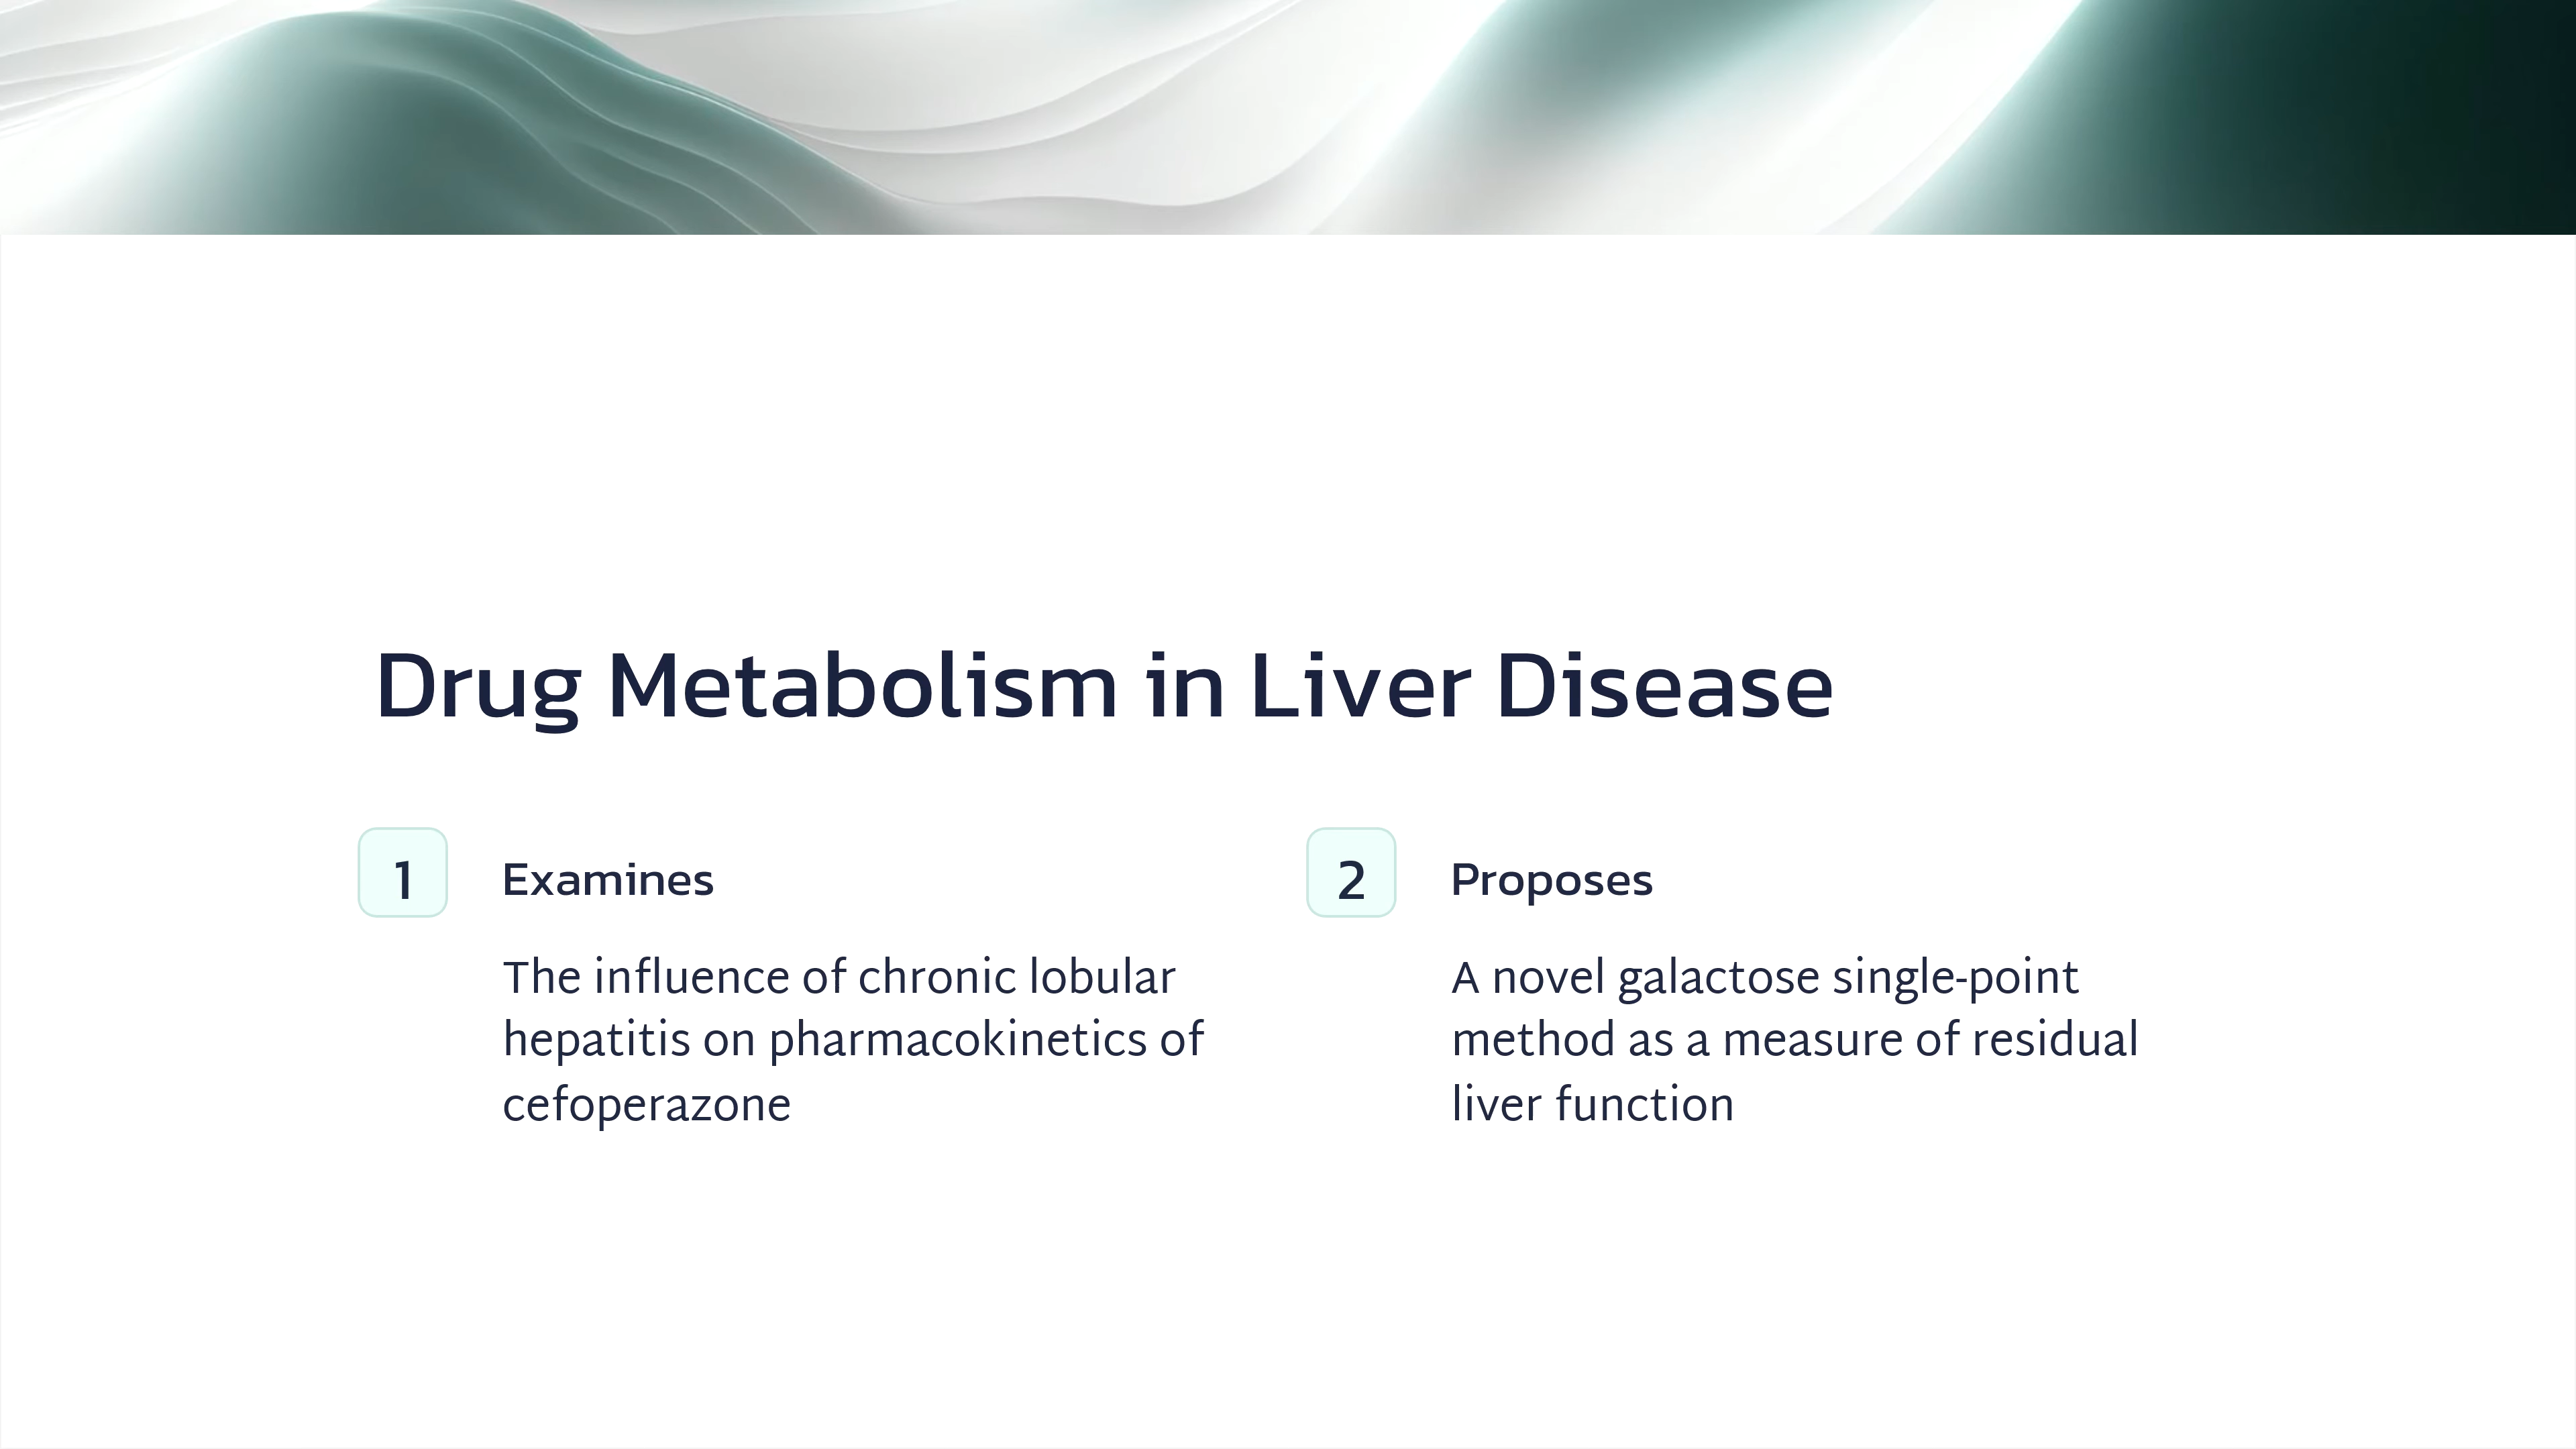 Drug Metabolism in Liver Disease
1
Examines
The influence of chronic lobular
hepatitis on pharmacokinetics of
cefoperazone
2
Proposes
A novel galactose single-point
method as a measure of residual
liver function